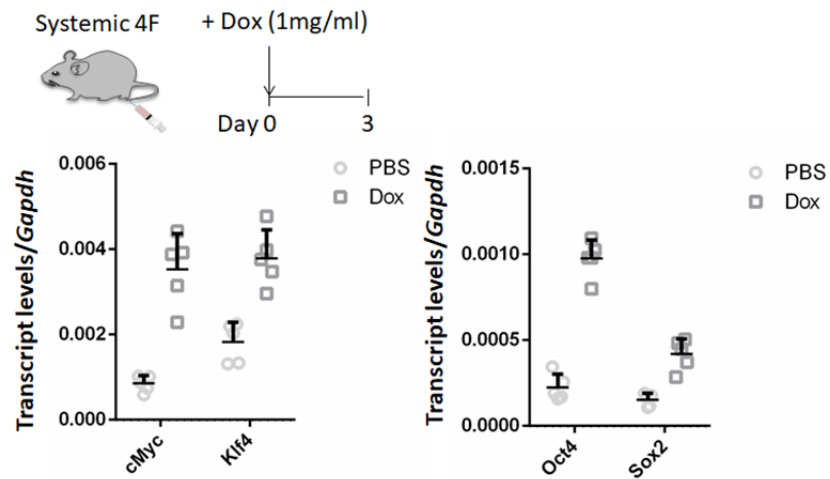 Systemic 4F
+ Dox (1mg/ml)
Day 0
3
Transcript levels/Gapdh
0.006
0.004
0.002
0.000
cMyc
Klf4
PBS
Dox
Transcript levels/Gapdh
0.0015
0.0010
0.0005
0.0000
Oct4
Sox2
PBS
Dox